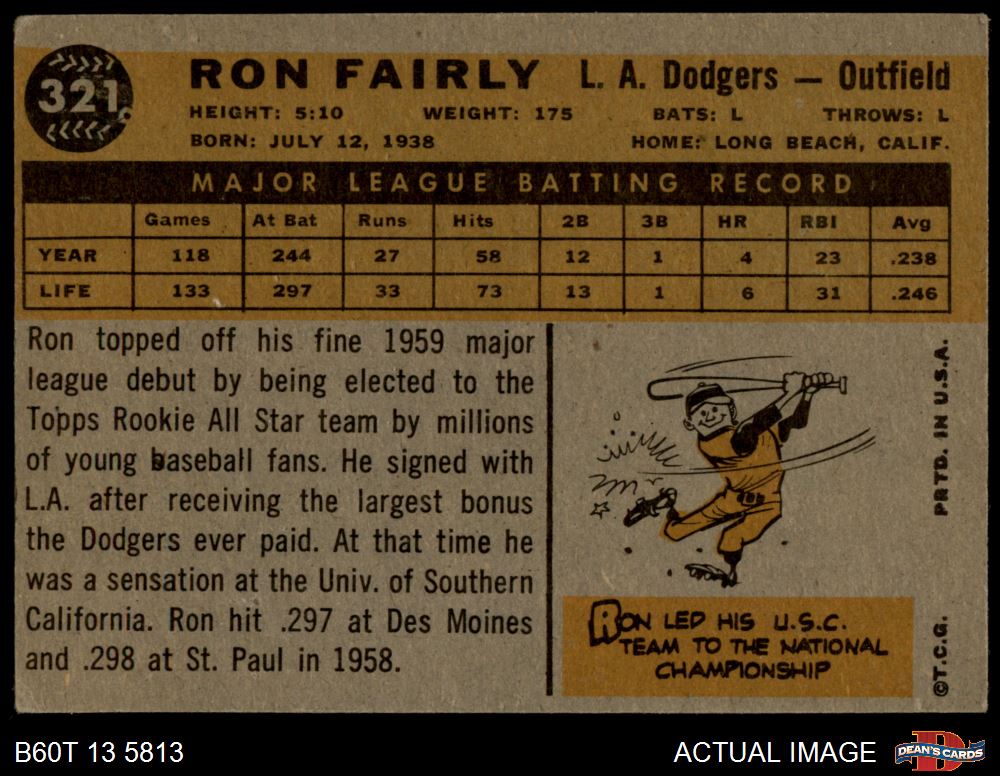 321
RON FAIRLY L. A. Dodgers — Outfield
HEIGHT: 5:10 WEIGHT: 175 BATS: L THROWS: L
BORN: JULY 12, 1938 HOME: LONG BEACH, CALIF.
MAJOR LEAGUE BATTING RECORD
Games At Bat Runs Hits 2B 3B HR RBI Avg
YEAR 118 244 27 58 12 1 4 23 .238
LIFE 133 297 33 73 13 1 6 31 .246
Ron topped off his fine 1959 major
league debut by being elected to the
Topps Rookie All Star team by millions
of young baseball fans. He signed with
L.A. after receiving the largest bonus
the Dodgers ever paid. At that time he
was a sensation at the Univ. of Southern
California. Ron hit .297 at Des Moines
and .298 at St. Paul in 1958.
RON LED HIS U.S.C.
TEAM TO THE NATIONAL
CHAMPIONSHIP
©T.C.G. PRTD. IN U.S.A.
B60T 13 5813 ACTUAL IMAGE DEAN'S CARDS